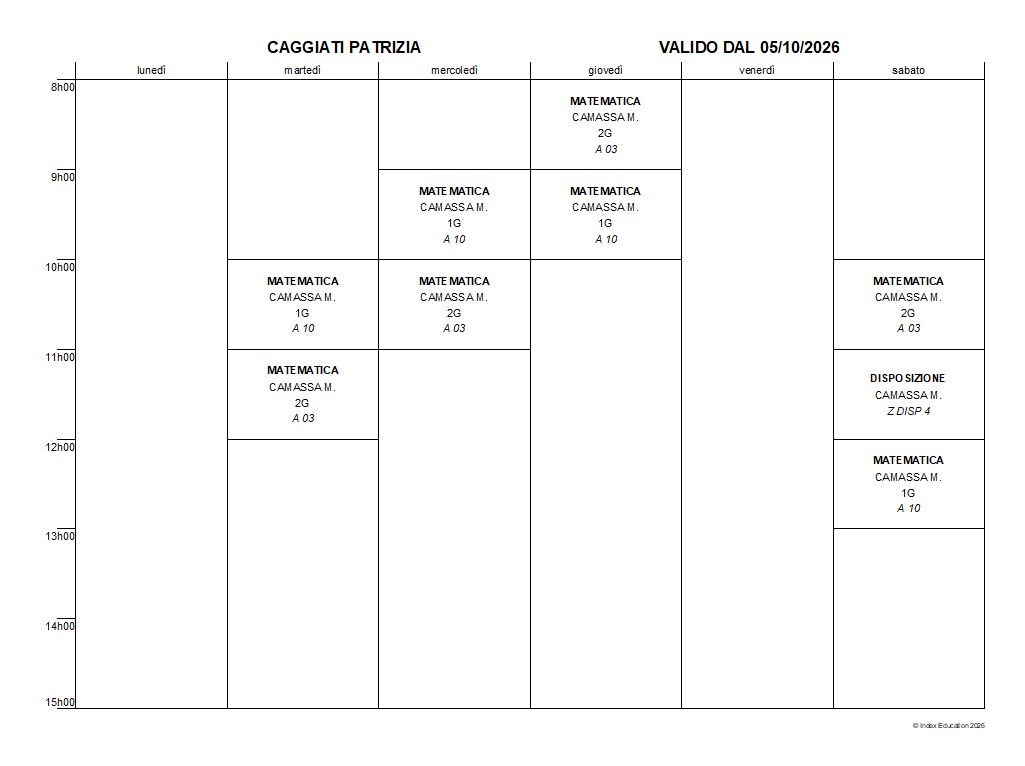 CAGGIATI PATRIZIA VALIDO DAL 05/10/2026
lunedì martedì mercoledì giovedì venerdì sabato
8h00
MATEMATICA
CAMASSA M.
2G
A 03
9h00
MATEMATICA MATEMATICA
CAMASSA M. CAMASSA M.
1G 1G
A 10 A 10
10h00
MATEMATICA MATEMATICA MATEMATICA
CAMASSA M. CAMASSA M. CAMASSA M.
1G 2G 2G
A 10 A 03 A 03
11h00
MATEMATICA DISPOSIZIONE
CAMASSA M. CAMASSA M.
2G Z DISP 4
A 03
12h00
MATEMATICA
CAMASSA M.
1G
A 10
13h00
14h00
15h00
© Index Education 2026